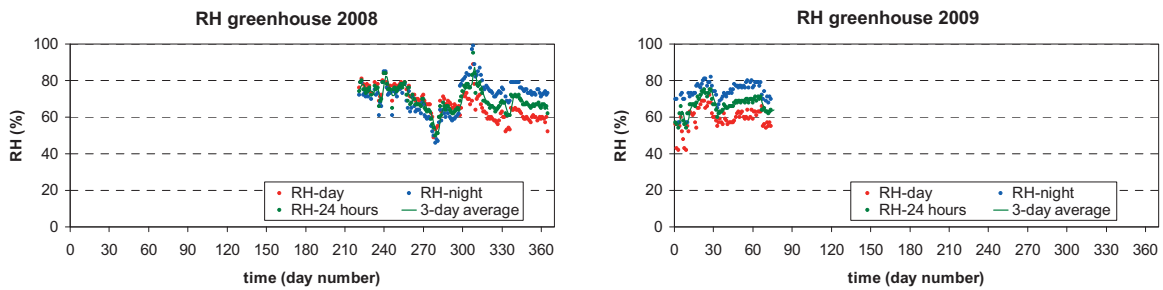 RH greenhouse 2008
RH (%)
100
80
60
40
20
0
RH-day
RH-night
RH-24 hours
3-day average
0 30 60 90 120 150 180 210 240 270 300 330 360
time (day number)
RH greenhouse 2009
RH (%)
100
80
60
40
20
0
RH-day
RH-night
RH-24 hours
3-day average
0 30 60 90 120 150 180 210 240 270 300 330 360
time (day number)